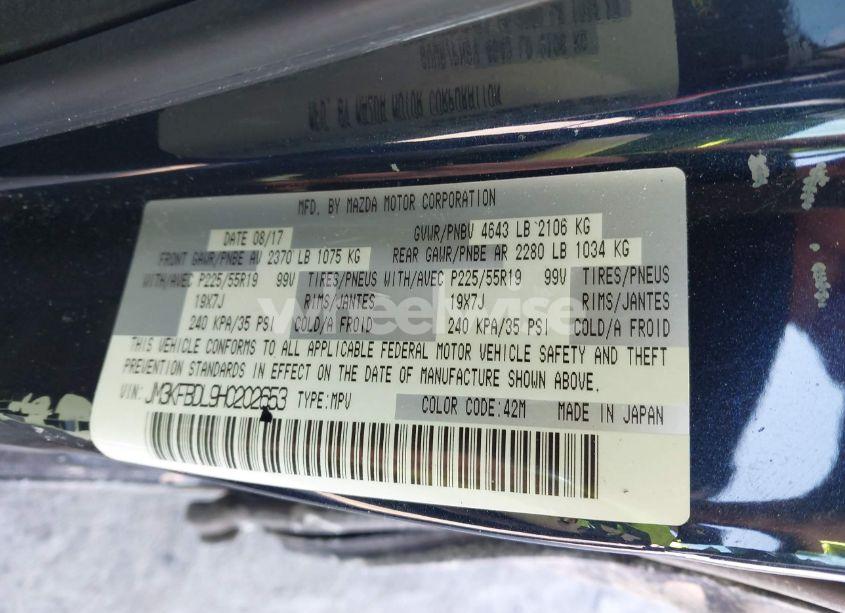 MFD. BY MAZDA MOTOR CORPORATION
DATE 08/17 GVWR/PNBV 4643 LB 2106 KG
FRONT GAWR/PNBE AV 2370 LB 1075 KG REAR GAWR/PNBE AR 2280 LB 1034 KG
WITH/AVEC P225/55R19 99V TIRES/PNEUS WITH/AVEC P225/55R19 99V TIRES/PNEUS
19X7J RIMS/JANTES 19X7J RIMS/JANTES
240 KPA/35 PSI COLD/A FROID 240 KPA/35 PSI COLD/A FROID
THIS VEHICLE CONFORMS TO ALL APPLICABLE FEDERAL MOTOR VEHICLE SAFETY AND THEFT
PREVENTION STANDARDS IN EFFECT ON THE DATE OF MANUFACTURE SHOWN ABOVE.
VIN: JM3KFBDL9H0202653 TYPE:MPV COLOR CODE:42M MADE IN JAPAN
wheelwise